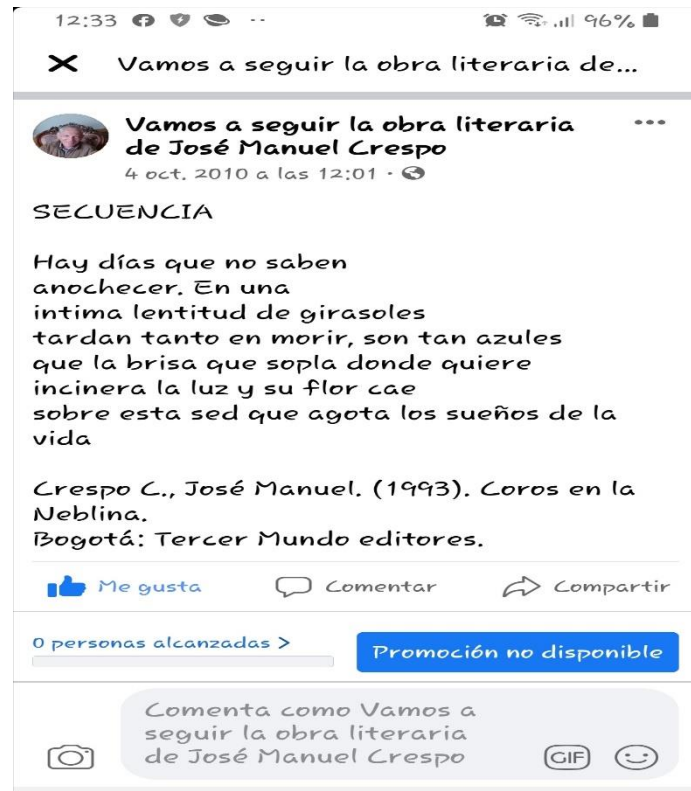 12:33 ··
96%
Vamos a seguir la obra literaria de...
Vamos a seguir la obra literaria
de José Manuel Crespo
4 oct. 2010 a las 12:01 ·
SECUENCIA
Hay días que no saben
anochecer. En una
intima lentitud de girasoles
tardan tanto en morir, son tan azules
que la brisa que sopla donde quiere
incinera la luz y su flor cae
sobre esta sed que agota los sueños de la
vida
Crespo C., José Manuel. (1993). Coros en la
Neblina.
Bogotá: Tercer Mundo editores.
Me gusta
Comentar
Compartir
0 personas alcanzadas >
Promoción no disponible
Comenta como Vamos a
seguir la obra literaria
de José Manuel Crespo
GIF